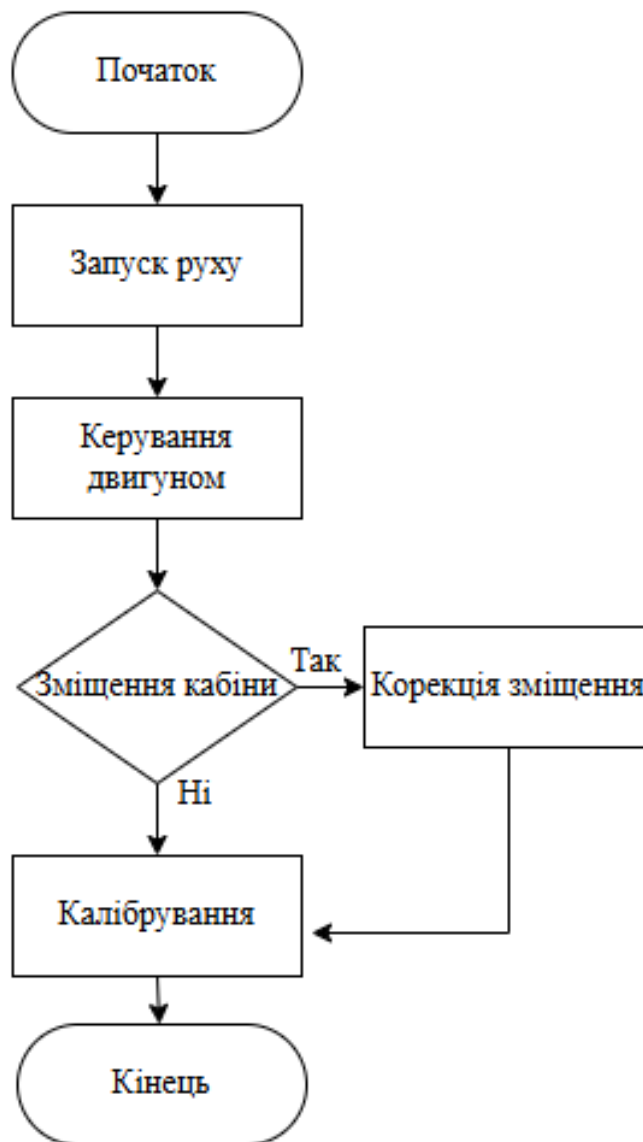 Початок
Запуск руху
Керування
двигуном
Зміщення кабіни
Так
Корекція зміщення
Ні
Калібрування
Кінець